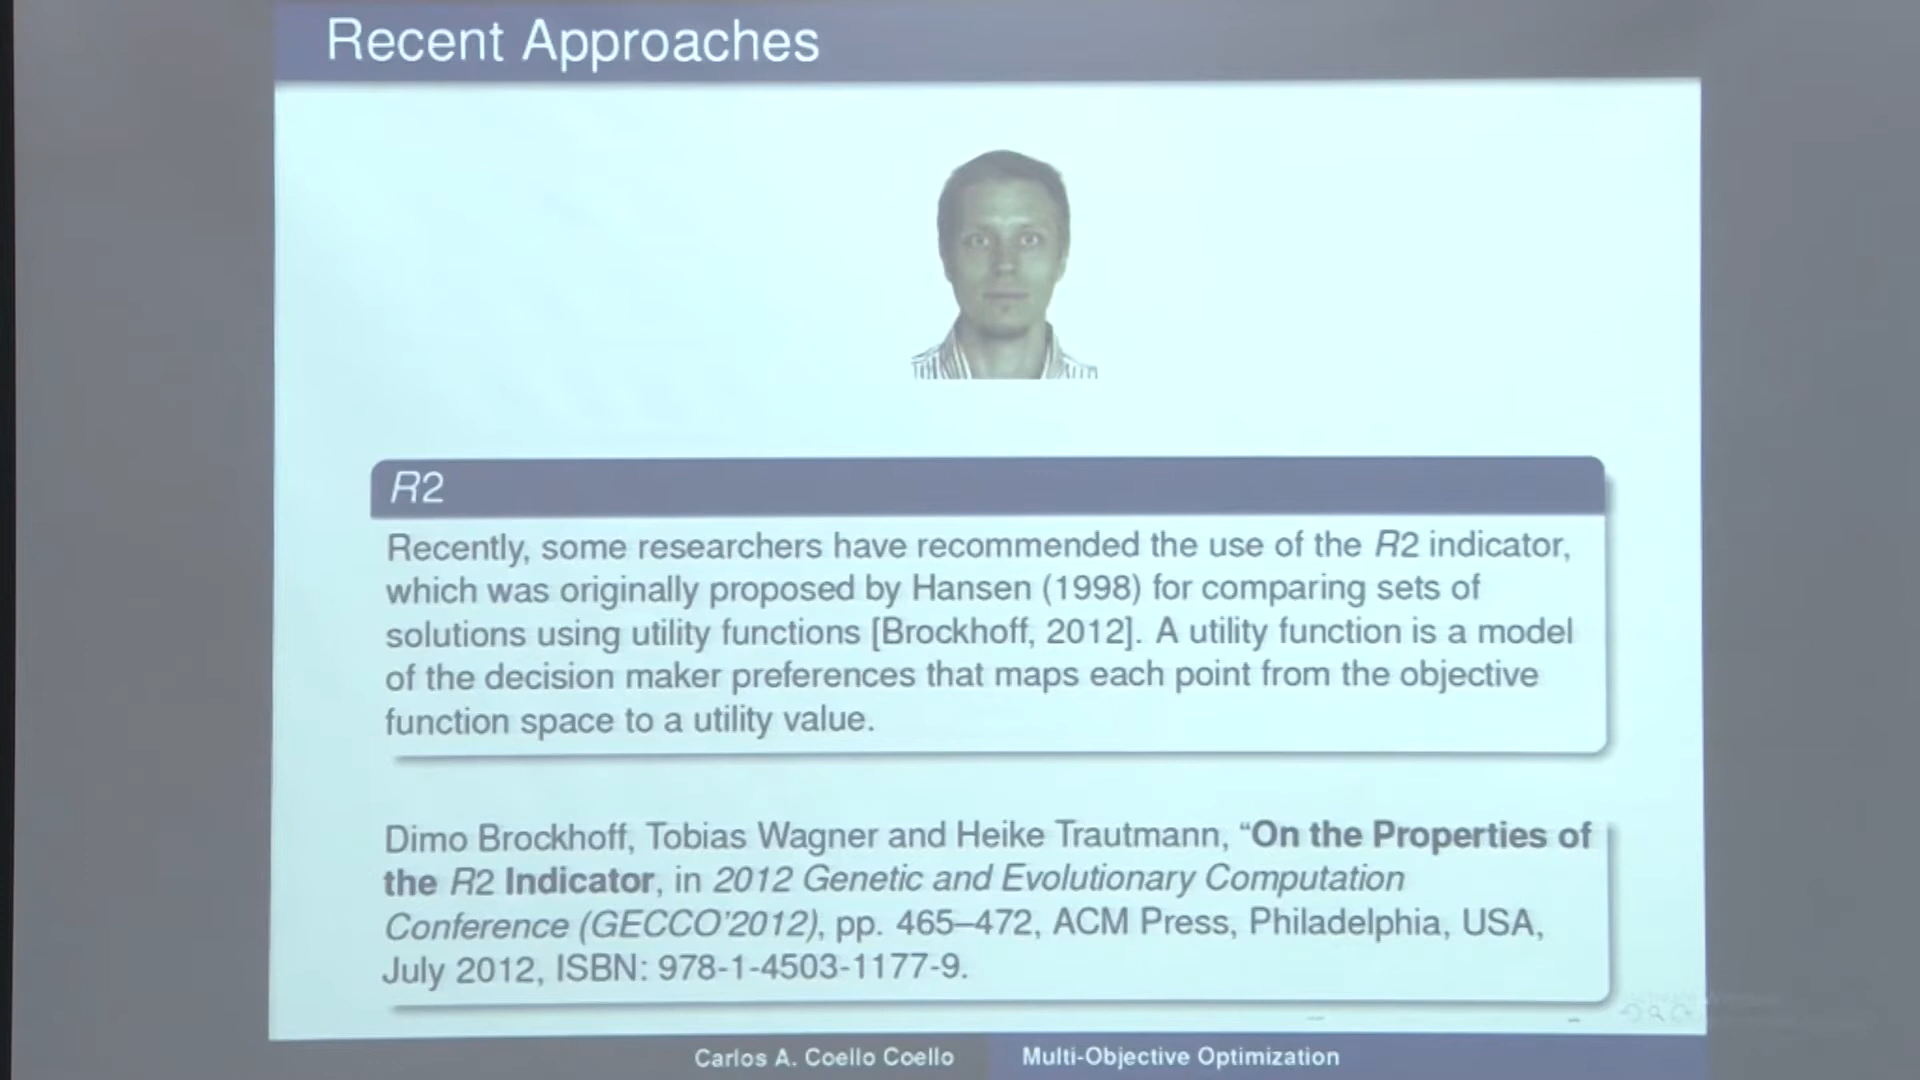 Recent Approaches
R2
Recently, some researchers have recommended the use of the R2 indicator,
which was originally proposed by Hansen (1998) for comparing sets of
solutions using utility functions [Brockhoff, 2012]. A utility function is a model
of the decision maker preferences that maps each point from the objective
function space to a utility value.
Dimo Brockhoff, Tobias Wagner and Heike Trautmann, “On the Properties of
the R2 Indicator, in 2012 Genetic and Evolutionary Computation
Conference (GECCO’2012), pp. 465–472, ACM Press, Philadelphia, USA,
July 2012, ISBN: 978-1-4503-1177-9.
Carlos A. Coello Coello
Multi-Objective Optimization